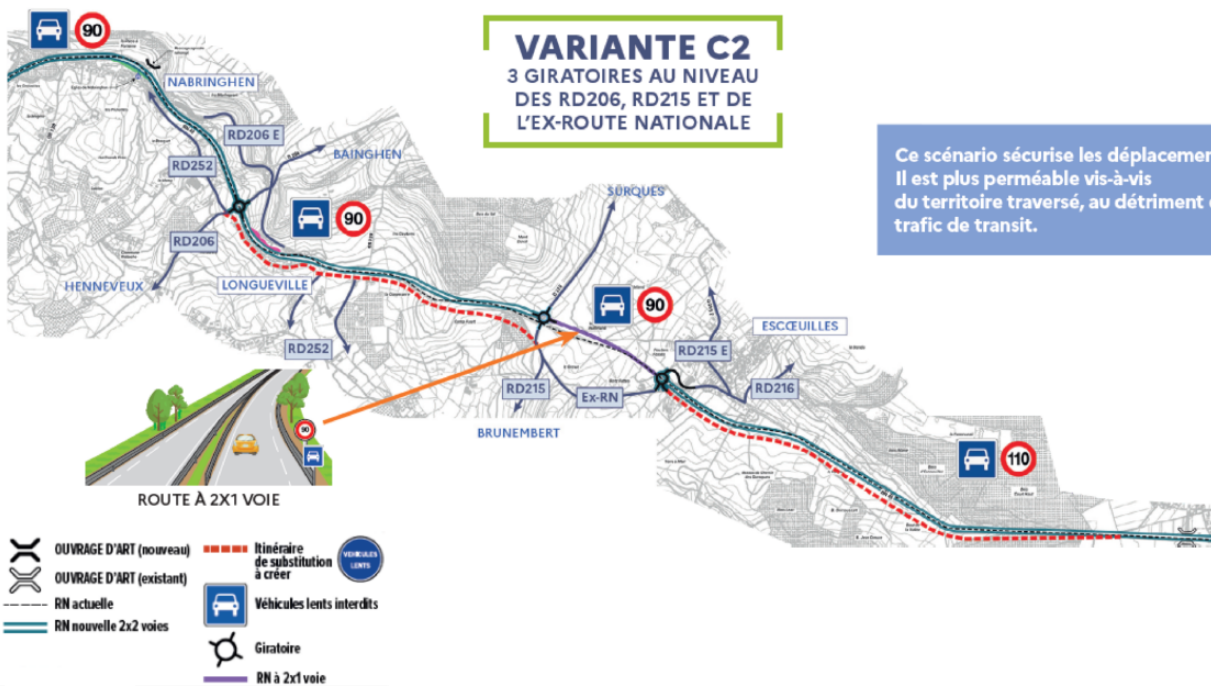 90
VARIANTE C2
3 GIRATOIRES AU NIVEAU
DES RD206, RD215 ET DE
L'EX-ROUTE NATIONALE
NABRINGHEN
RD206 E
BAINGHEN
RD252
Ce scénario sécurise les déplacemen
Il est plus perméable vis-à-vis
du territoire traversé, au détriment
trafic de transit.
SURQUES
90
RD206
HENNEVEUX
LONGUEVILLE
90
ESCŒUILLES
RD252
RD215 E
RD215
Ex-RN
RD216
BRUNEMBERT
90
110
ROUTE À 2X1 VOIE
OUVRAGE D'ART (nouveau)
OUVRAGE D'ART (existant)
RN actuelle
RN nouvelle 2x2 voies
Itinéraire
de substitution
à créer
VEHICULES
LENTS
Véhicules lents interdits
Giratoire
RN à 2x1 voie